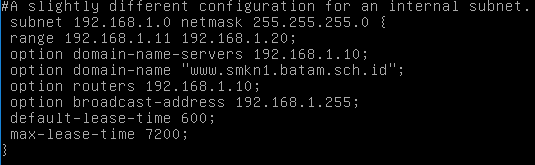 #A slightly different configuration for an internal subnet.
subnet 192.168.1.0 netmask 255.255.255.0 {
range 192.168.1.11 192.168.1.20;
option domain-name-servers 192.168.1.10;
option domain-name "www.smkn1.batam.sch.id";
option routers 192.168.1.10;
option broadcast-address 192.168.1.255;
default-lease-time 600;
max-lease-time 7200;
}